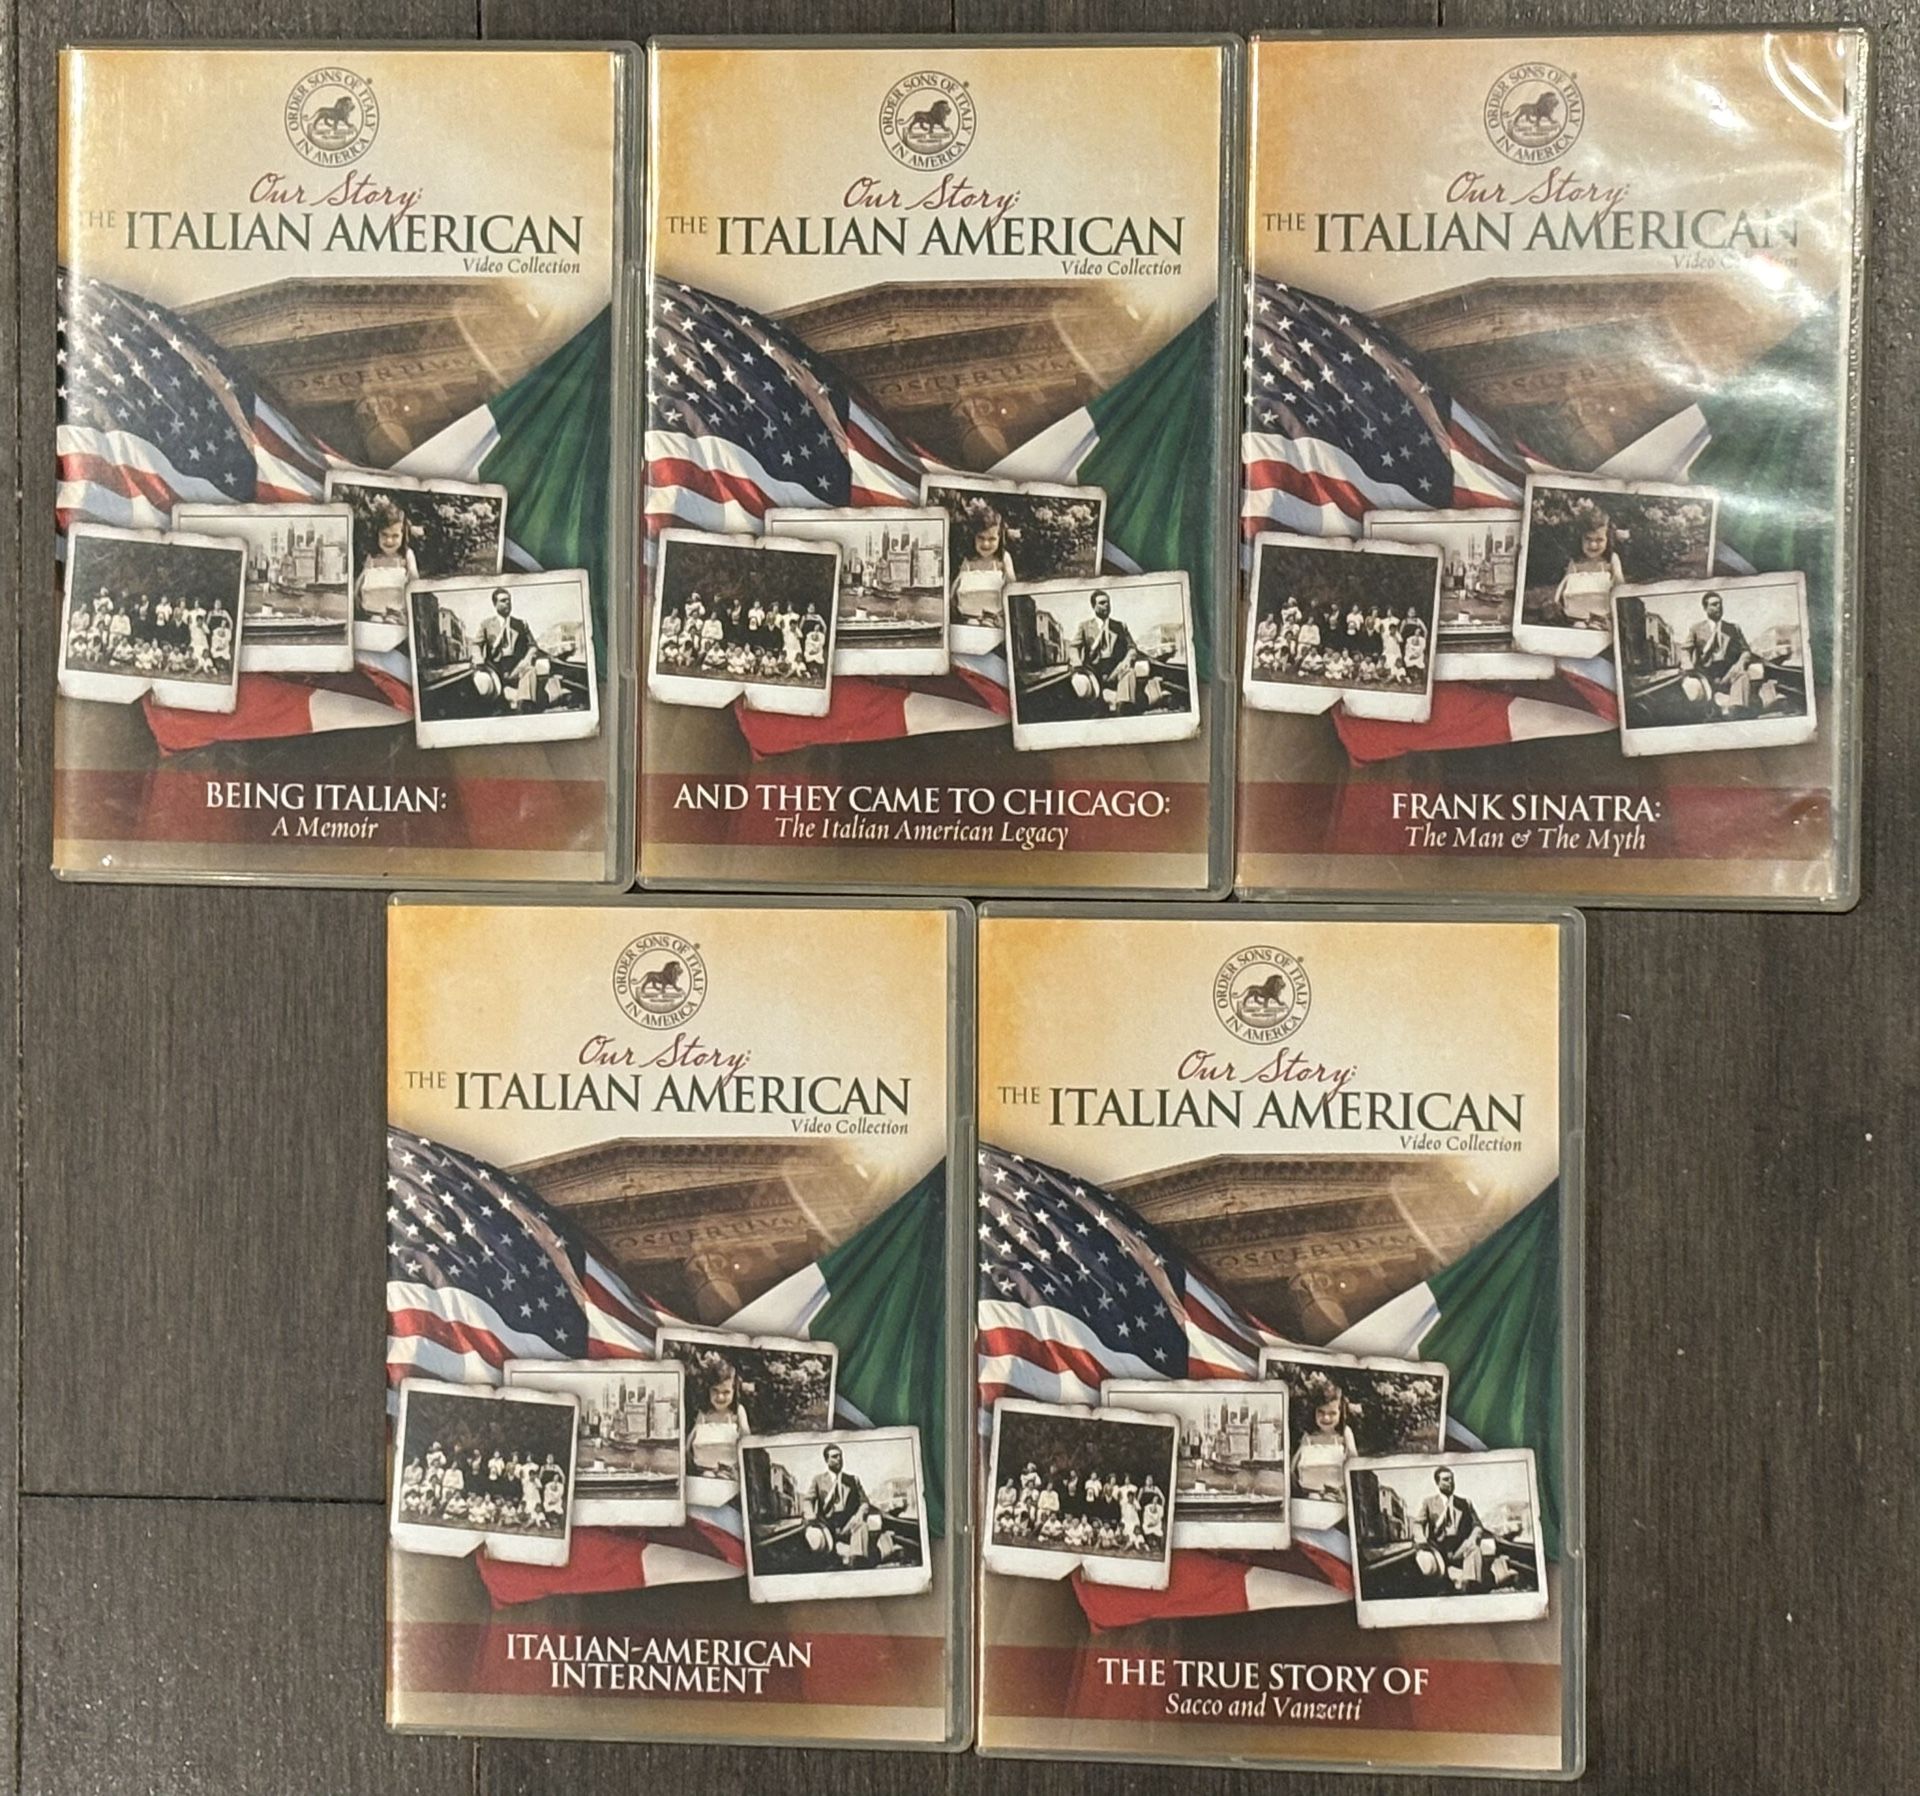 ORDER SONS OF ITALY IN AMERICA®
Our Story:
THE ITALIAN AMERICAN
Video Collection
BEING ITALIAN:
A Memoir
ORDER SONS OF ITALY IN AMERICA®
Our Story:
THE ITALIAN AMERICAN
Video Collection
AND THEY CAME TO CHICAGO:
The Italian American Legacy
ORDER SONS OF ITALY IN AMERICA®
Our Story:
THE ITALIAN AMERICAN
Video Collection
FRANK SINATRA:
The Man & The Myth
ORDER SONS OF ITALY IN AMERICA®
Our Story:
THE ITALIAN AMERICAN
Video Collection
ITALIAN-AMERICAN
INTERNMENT
ORDER SONS OF ITALY IN AMERICA®
Our Story:
THE ITALIAN AMERICAN
Video Collection
THE TRUE STORY OF
Sacco and Vanzetti